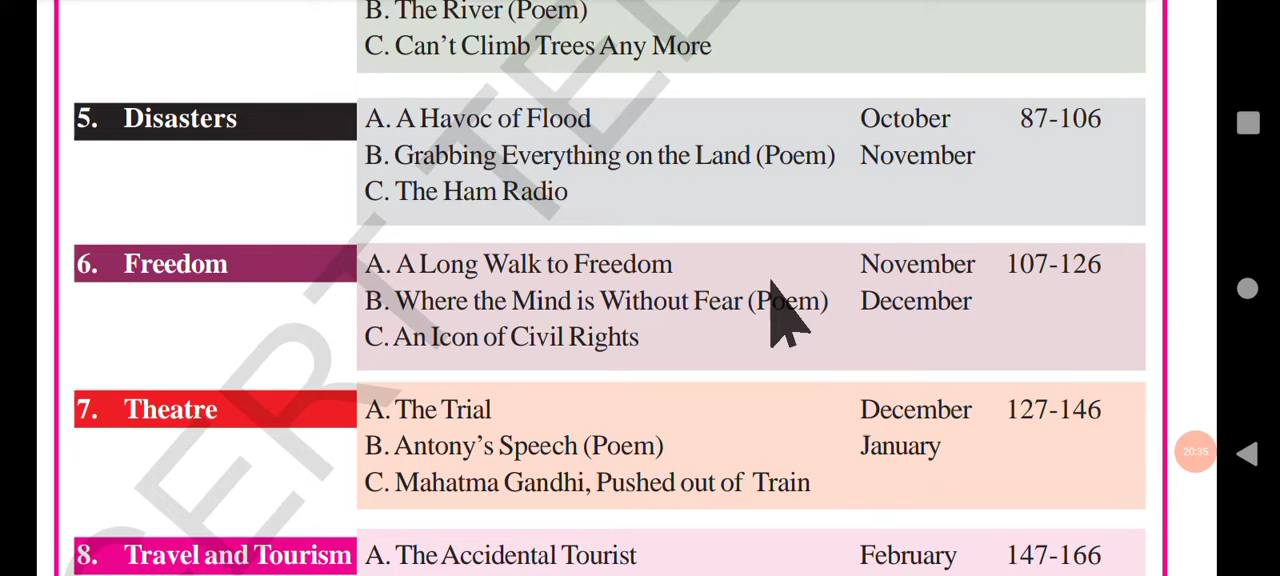 B. The River (Poem)
C. Can't Climb Trees Any More
5. Disasters A. A Havoc of Flood October 87-106
B. Grabbing Everything on the Land (Poem) November
C. The Ham Radio
6. Freedom A. A Long Walk to Freedom November 107-126
B. Where the Mind is Without Fear (Poem) December
C. An Icon of Civil Rights
7. Theatre A. The Trial December 127-146
B. Antony's Speech (Poem) January
C. Mahatma Gandhi, Pushed out of Train
20:35
8. Travel and Tourism A. The Accidental Tourist February 147-166